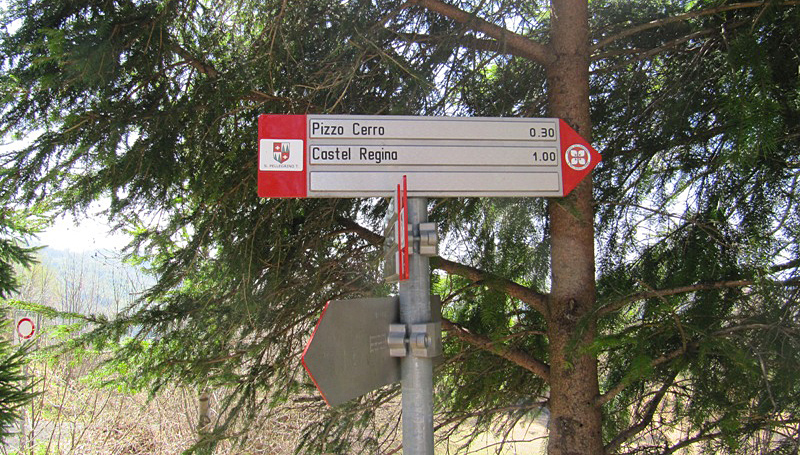 Pizzo Cerro 0.30
Castel Regina 1.00